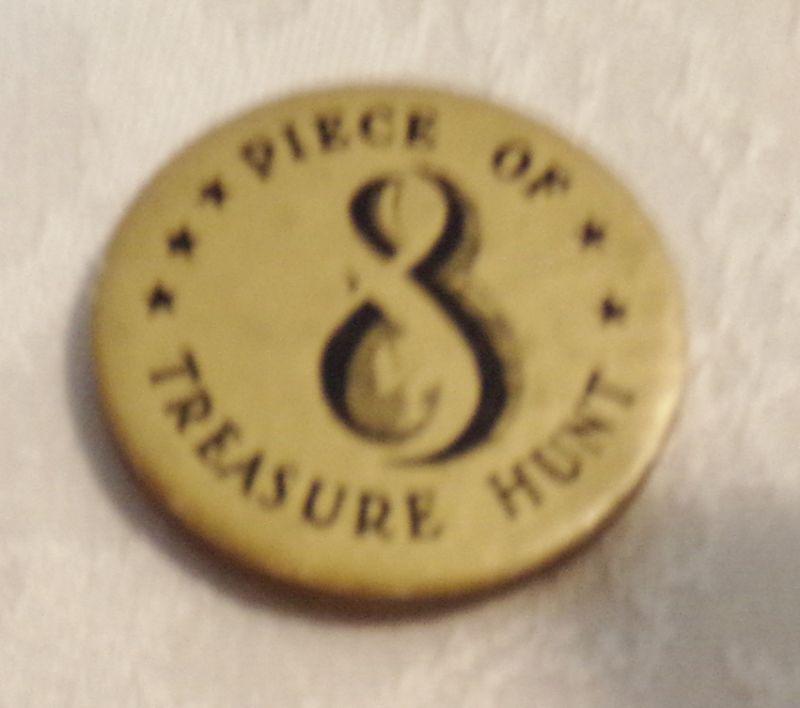 PIECE OF
8
TREASURE HUNT